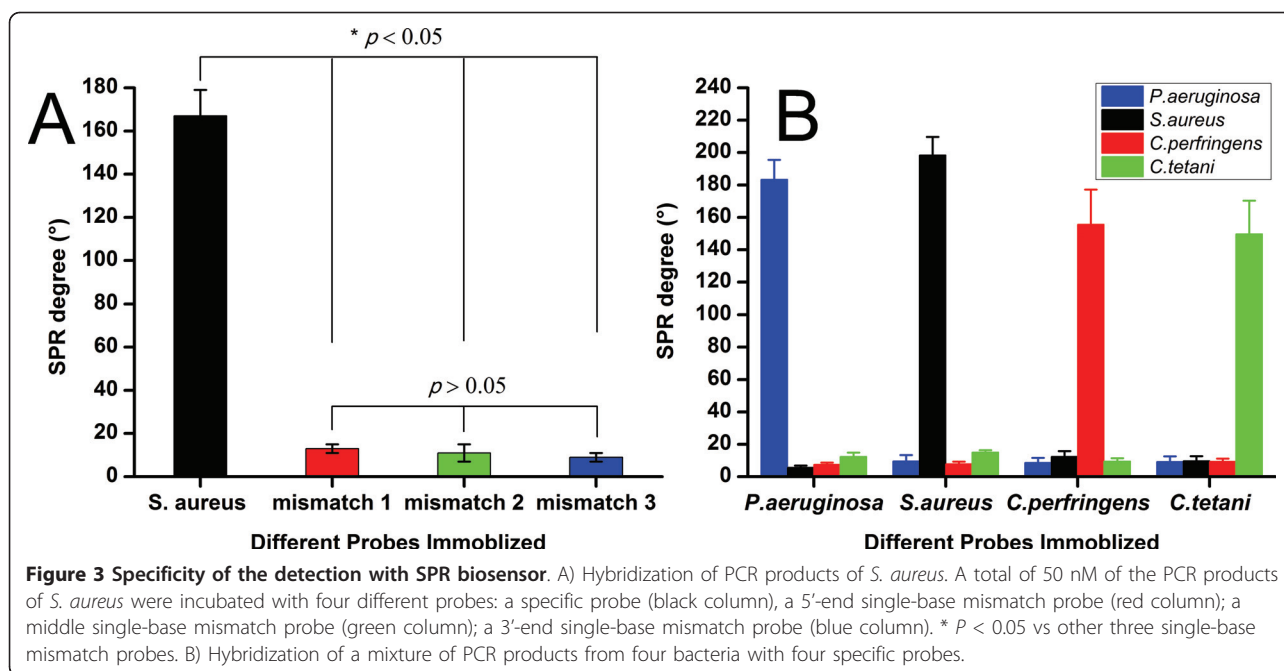 * p < 0.05
A
180
160
140
120
100
80
60
40
20
0
SPR degree (°)
p > 0.05
S. aureus mismatch 1 mismatch 2 mismatch 3
Different Probes Immoblized
B
240
220
200
180
160
140
120
100
80
60
40
20
0
SPR degree (°)
P.aeruginosa
S.aureus
C.perfringens
C.tetani
P.aeruginosa S.aureus C.perfringens C.tetani
Different Probes Immoblized
Figure 3 Specificity of the detection with SPR biosensor. A) Hybridization of PCR products of S. aureus. A total of 50 nM of the PCR products
of S. aureus were incubated with four different probes: a specific probe (black column), a 5’-end single-base mismatch probe (red column); a
middle single-base mismatch probe (green column); a 3’-end single-base mismatch probe (blue column). * P < 0.05 vs other three single-base
mismatch probes. B) Hybridization of a mixture of PCR products from four bacteria with four specific probes.